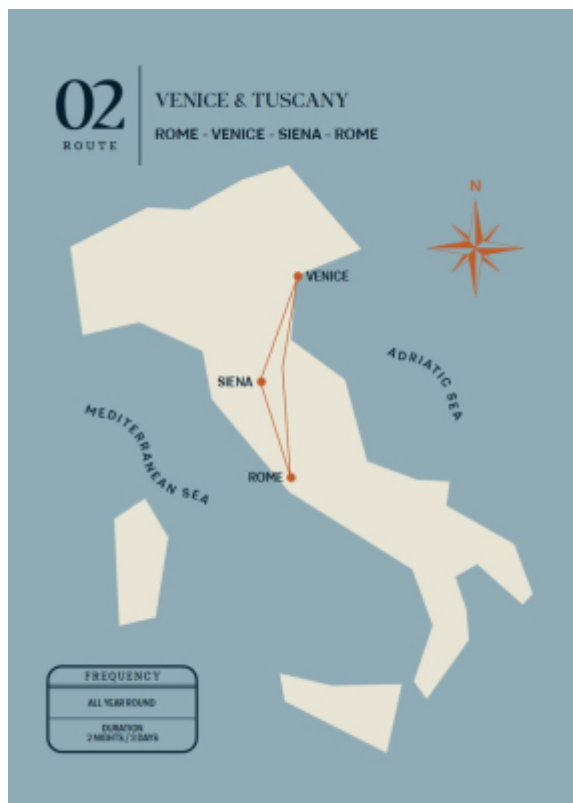 02
ROUTE
VENICE & TUSCANY
ROME - VENICE - SIENA - ROME
N
VENICE
ADRIATIC SEA
SIENA
MEDITERRANEAN SEA
ROME
FREQUENCY
ALL YEAR ROUND
DURATION
2 NIGHTS / 3 DAYS